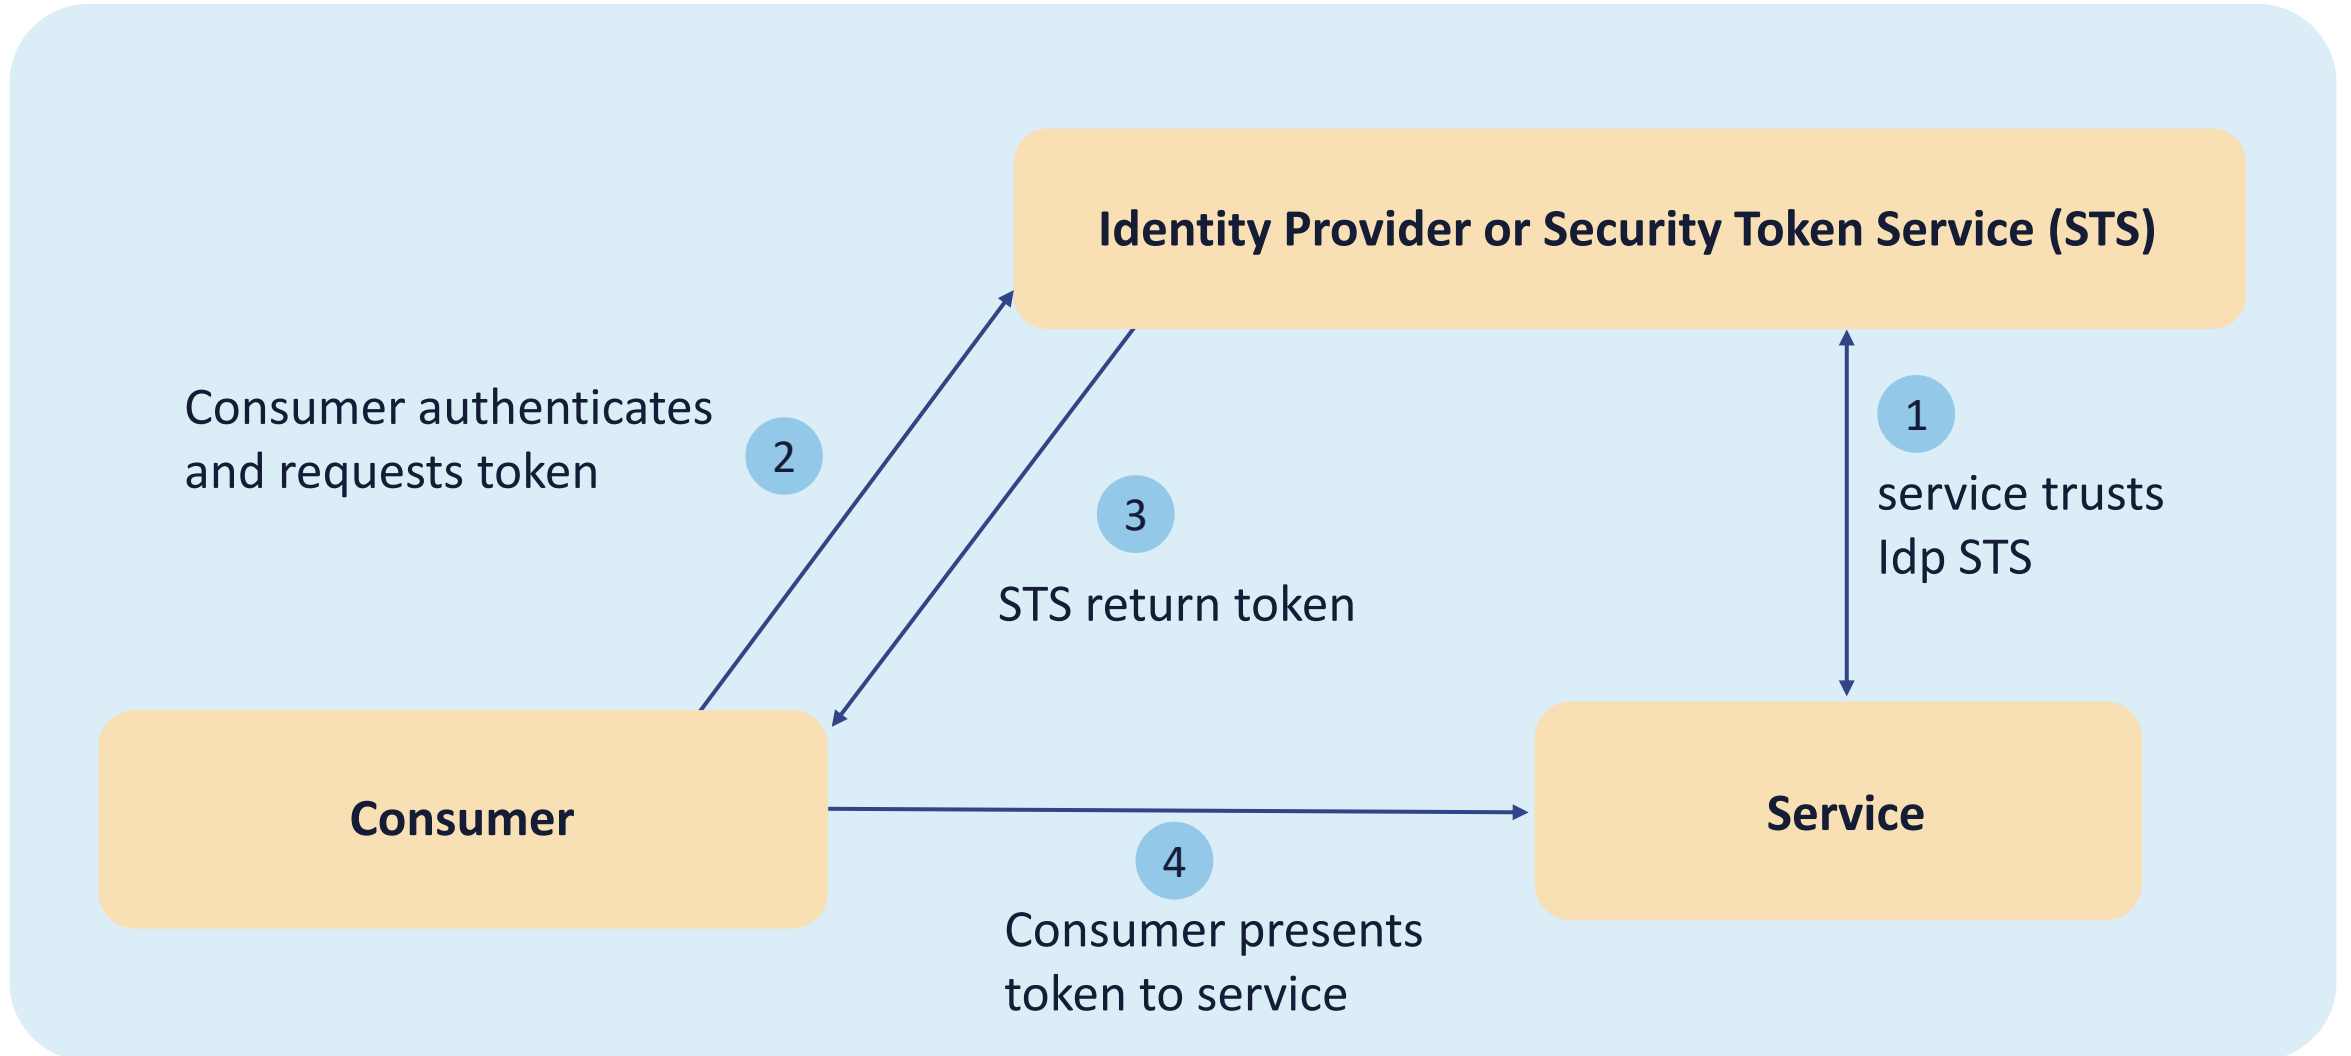 Identity Provider or Security Token Service (STS)
Consumer authenticates
and requests token
2
1
service trusts
Idp STS
3
STS return token
Consumer
Service
4
Consumer presents
token to service